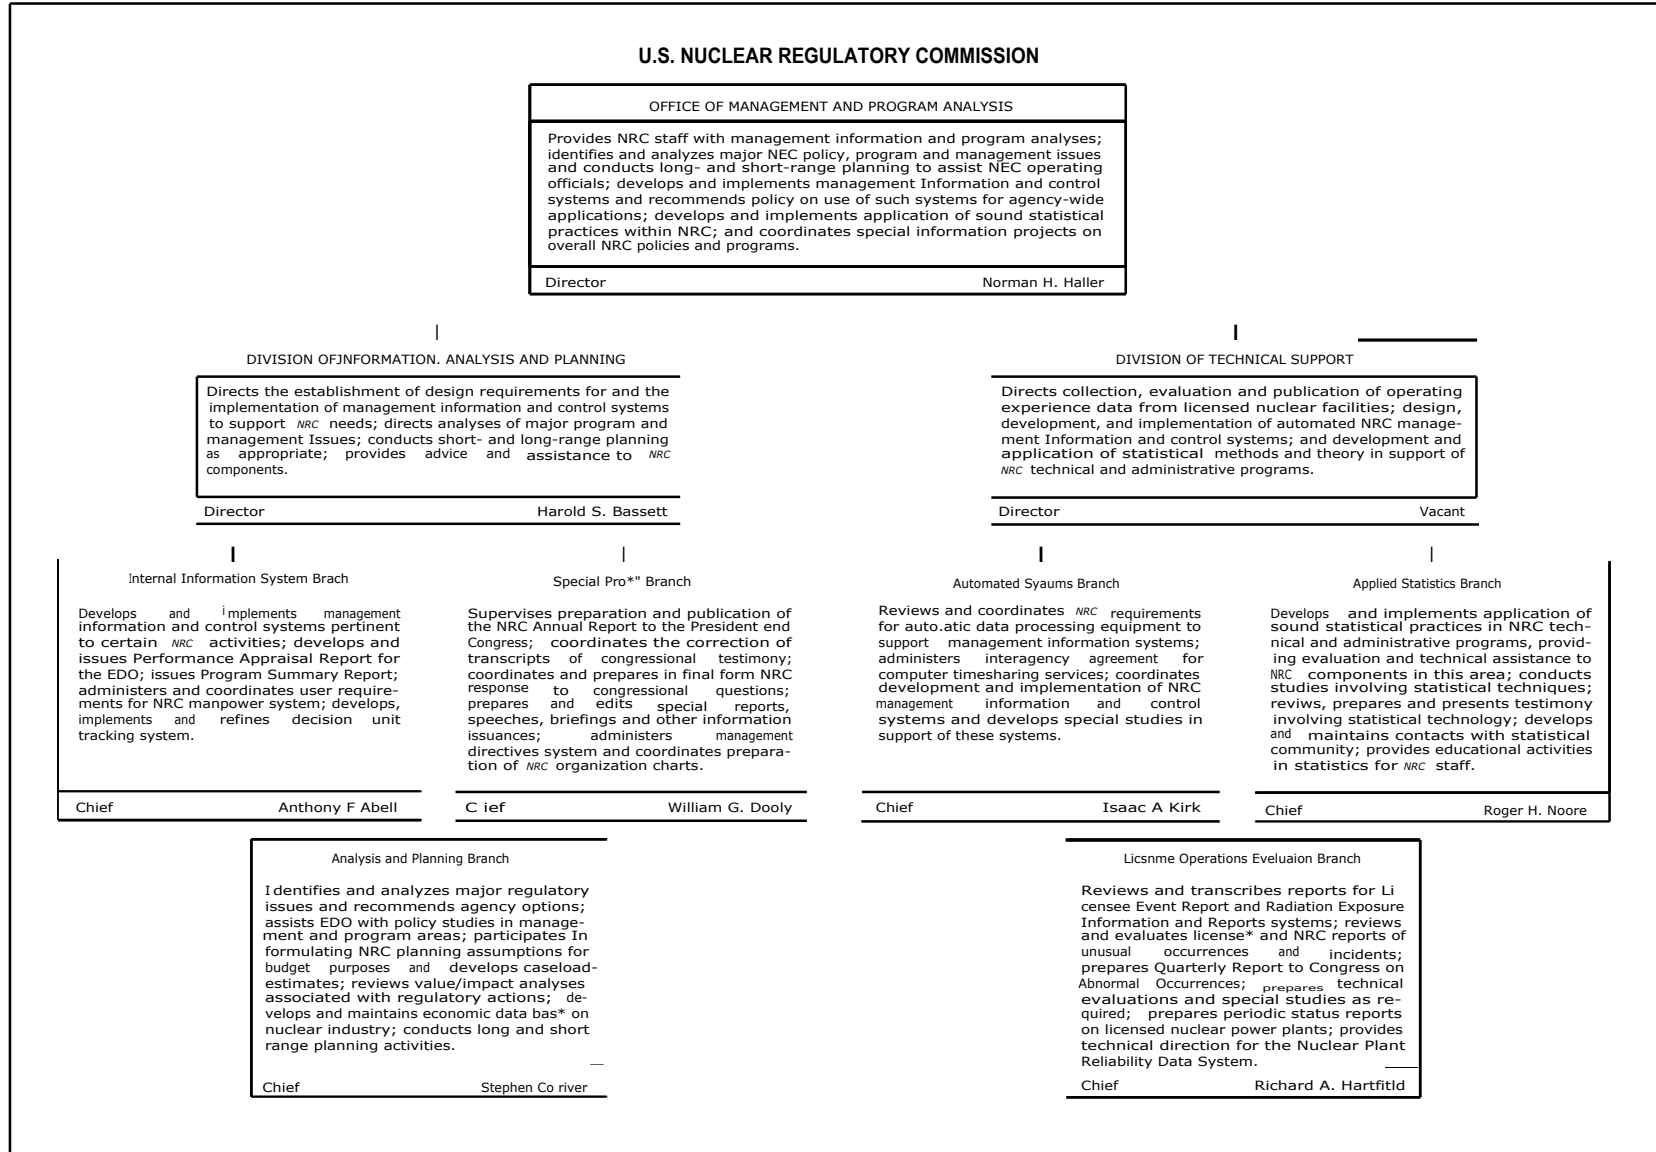 U.S. NUCLEAR REGULATORY COMMISSION
OFFICE OF MANAGEMENT AND PROGRAM ANALYSIS
Provides NRC staff with management information and program analyses;
identifies and analyzes major NEC policy, program and management issues
and conducts long- and short-range planning to assist NEC operating
officials; develops and implements management Information and control
systems and recommends policy on use of such systems for agency-wide
applications; develops and implements application of sound statistical
practices within NRC; and coordinates special information projects on
overall NRC policies and programs.
Director Norman H. Haller
DIVISION OFJNFORMATION. ANALYSIS AND PLANNING
Directs the establishment of design requirements for and the
implementation of management information and control systems
to support NRC needs; directs analyses of major program and
management Issues; conducts short- and long-range planning
as appropriate; provides advice and assistance to NRC
components.
Director Harold S. Bassett
DIVISION OF TECHNICAL SUPPORT
Directs collection, evaluation and publication of operating
experience data from licensed nuclear facilities; design,
development, and implementation of automated NRC manage-
ment Information and control systems; and development and
application of statistical methods and theory in support of
NRC technical and administrative programs.
Director Vacant
Internal Information System Brach
Develops and implements management
information and control systems pertinent
to certain NRC activities; develops and
issues Performance Appraisal Report for
the EDO; issues Program Summary Report;
administers and coordinates user require-
ments for NRC manpower system; develops,
implements and refines decision unit
tracking system.
Chief Anthony F Abell
Special Pro*" Branch
Supervises preparation and publication of
the NRC Annual Report to the President end
Congress; coordinates the correction of
transcripts of congressional testimony;
coordinates and prepares in final form NRC
response to congressional questions;
prepares and edits special reports,
speeches, briefings and other information
issuances; administers management
directives system and coordinates prepara-
tion of NRC organization charts.
C ief William G. Dooly
Automated Syaums Branch
Reviews and coordinates NRC requirements
for auto.atic data processing equipment to
support management information systems;
administers interagency agreement for
computer timesharing services; coordinates
development and implementation of NRC
management information and control
systems and develops special studies in
support of these systems.
Chief Isaac A Kirk
Applied Statistics Branch
Develops and implements application of
sound statistical practices in NRC tech-
nical and administrative programs, provid-
ing evaluation and technical assistance to
NRC components in this area; conducts
studies involving statistical techniques;
reviws, prepares and presents testimony
involving statistical technology; develops
and maintains contacts with statistical
community; provides educational activities
in statistics for NRC staff.
Chief Roger H. Noore
Analysis and Planning Branch
Identifies and analyzes major regulatory
issues and recommends agency options;
assists EDO with policy studies in manage-
ment and program areas; participates In
formulating NRC planning assumptions for
budget purposes and develops caseload-
estimates; reviews value/impact analyses
associated with regulatory actions; de-
velops and maintains economic data bas* on
nuclear industry; conducts long and short
range planning activities.
Chief Stephen Co river
Licsnme Operations Eveluaion Branch
Reviews and transcribes reports for Li
censee Event Report and Radiation Exposure
Information and Reports systems; reviews
and evaluates license* and NRC reports of
unusual occurrences and incidents;
prepares Quarterly Report to Congress on
Abnormal Occurrences; prepares technical
evaluations and special studies as re-
quired; prepares periodic status reports
on licensed nuclear power plants; provides
technical direction for the Nuclear Plant
Reliability Data System.
Chief Richard A. Hartfitld